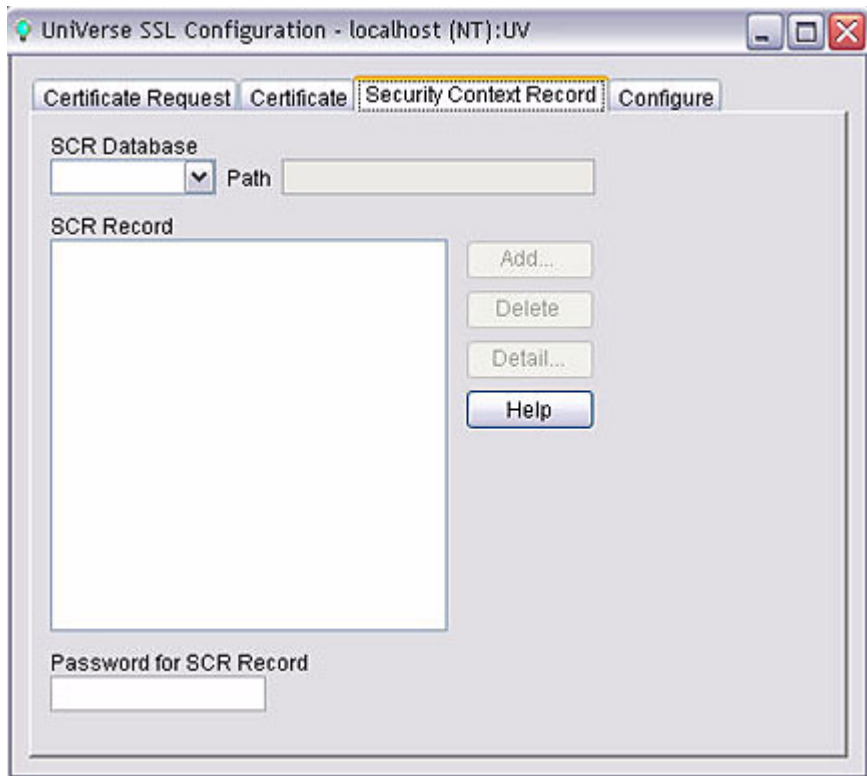 UniVerse SSL Configuration - localhost (NT):UV
Certificate Request Certificate Security Context Record Configure
SCR Database
Path
SCR Record
Add...
Delete
Detail...
Help
Password for SCR Record